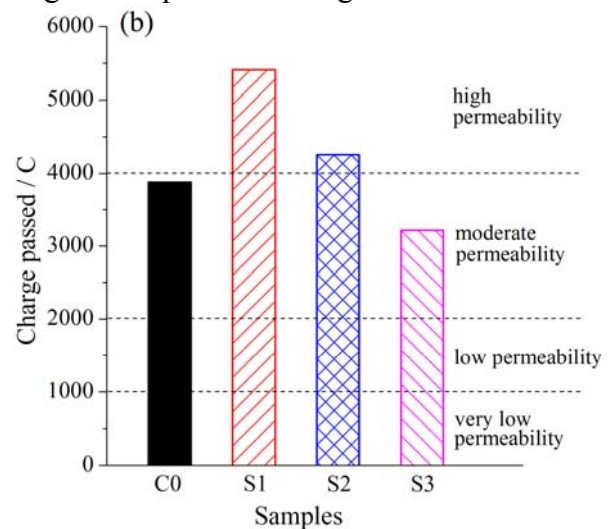 (b)
6000
5000
4000
3000
2000
1000
0
Charge passed / C
high
permeability
moderate
permeability
low permeability
very low
permeability
C0 S1 S2 S3
Samples